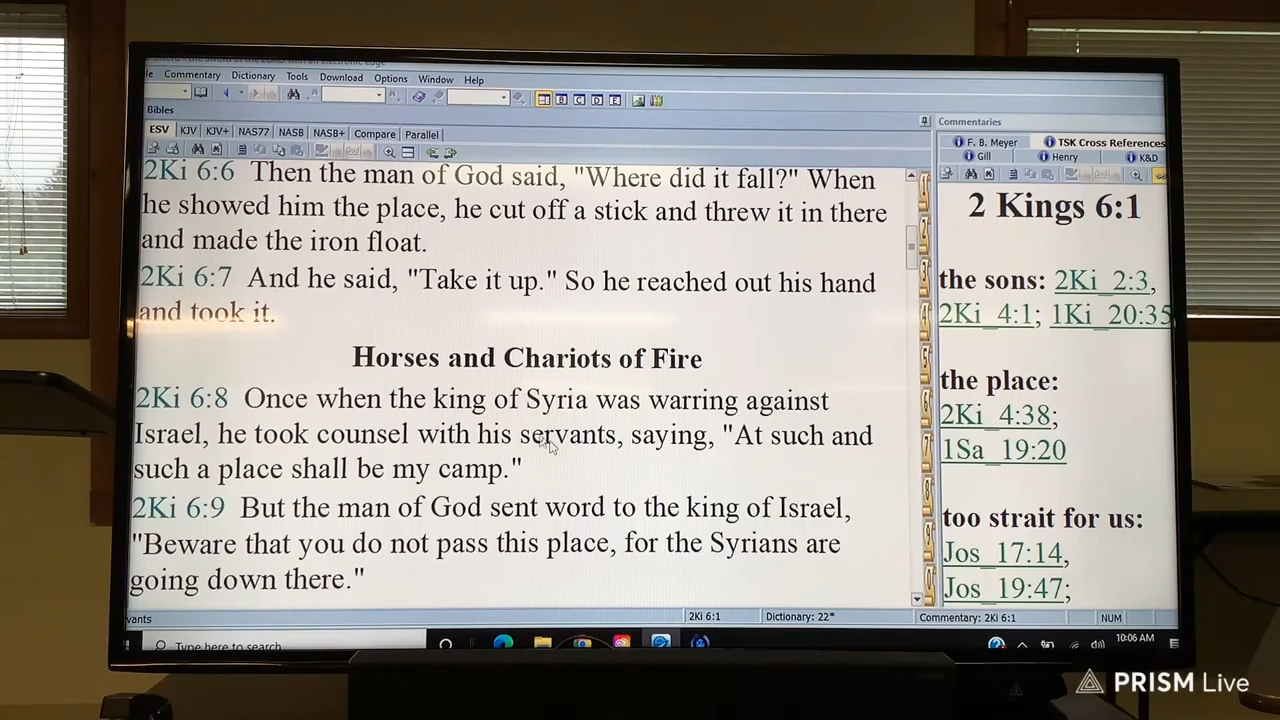 Commentary Dictionary Tools Download Options Window Help
Bibles
ESV KJV KJV+ NAS77 NASB NASB+ Compare Parallel
2Ki 6:6 Then the man of God said, "Where did it fall?" When
he showed him the place, he cut off a stick and threw it in there
and made the iron float.
2Ki 6:7 And he said, "Take it up." So he reached out his hand
and took it.
Horses and Chariots of Fire
2Ki 6:8 Once when the king of Syria was warring against
Israel, he took counsel with his servants, saying, "At such and
such a place shall be my camp."
2Ki 6:9 But the man of God sent word to the king of Israel,
"Beware that you do not pass this place, for the Syrians are
going down there."
Commentaries
F. B. Meyer TSK Cross References
Gill Henry K&D
2 Kings 6:1
the sons: 2Ki_2:3,
2Ki_4:1; 1Ki_20:35
the place:
2Ki_4:38;
1Sa_19:20
too strait for us:
Jos_17:14,
Jos_19:47;
vants 2Ki 6:1 Dictionary: 22* Commentary: 2Ki 6:1 NUM
Type here to search
10:06 AM
PRISM Live